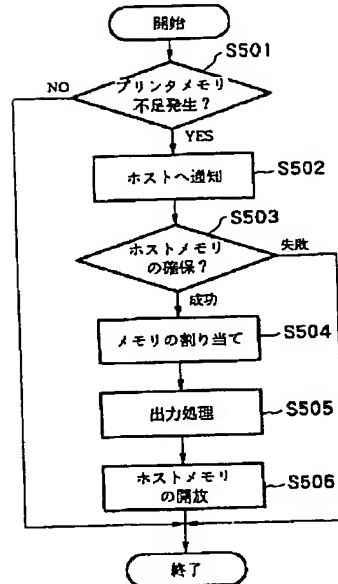 開始
S501
プリンタメモリ
不足発生？
NO
YES
ホストへ通知
S502
S503
ホストメモリ
の確保？
失敗
成功
メモリの割り当て
S504
出力処理
S505
ホストメモリ
の開放
S506
終了